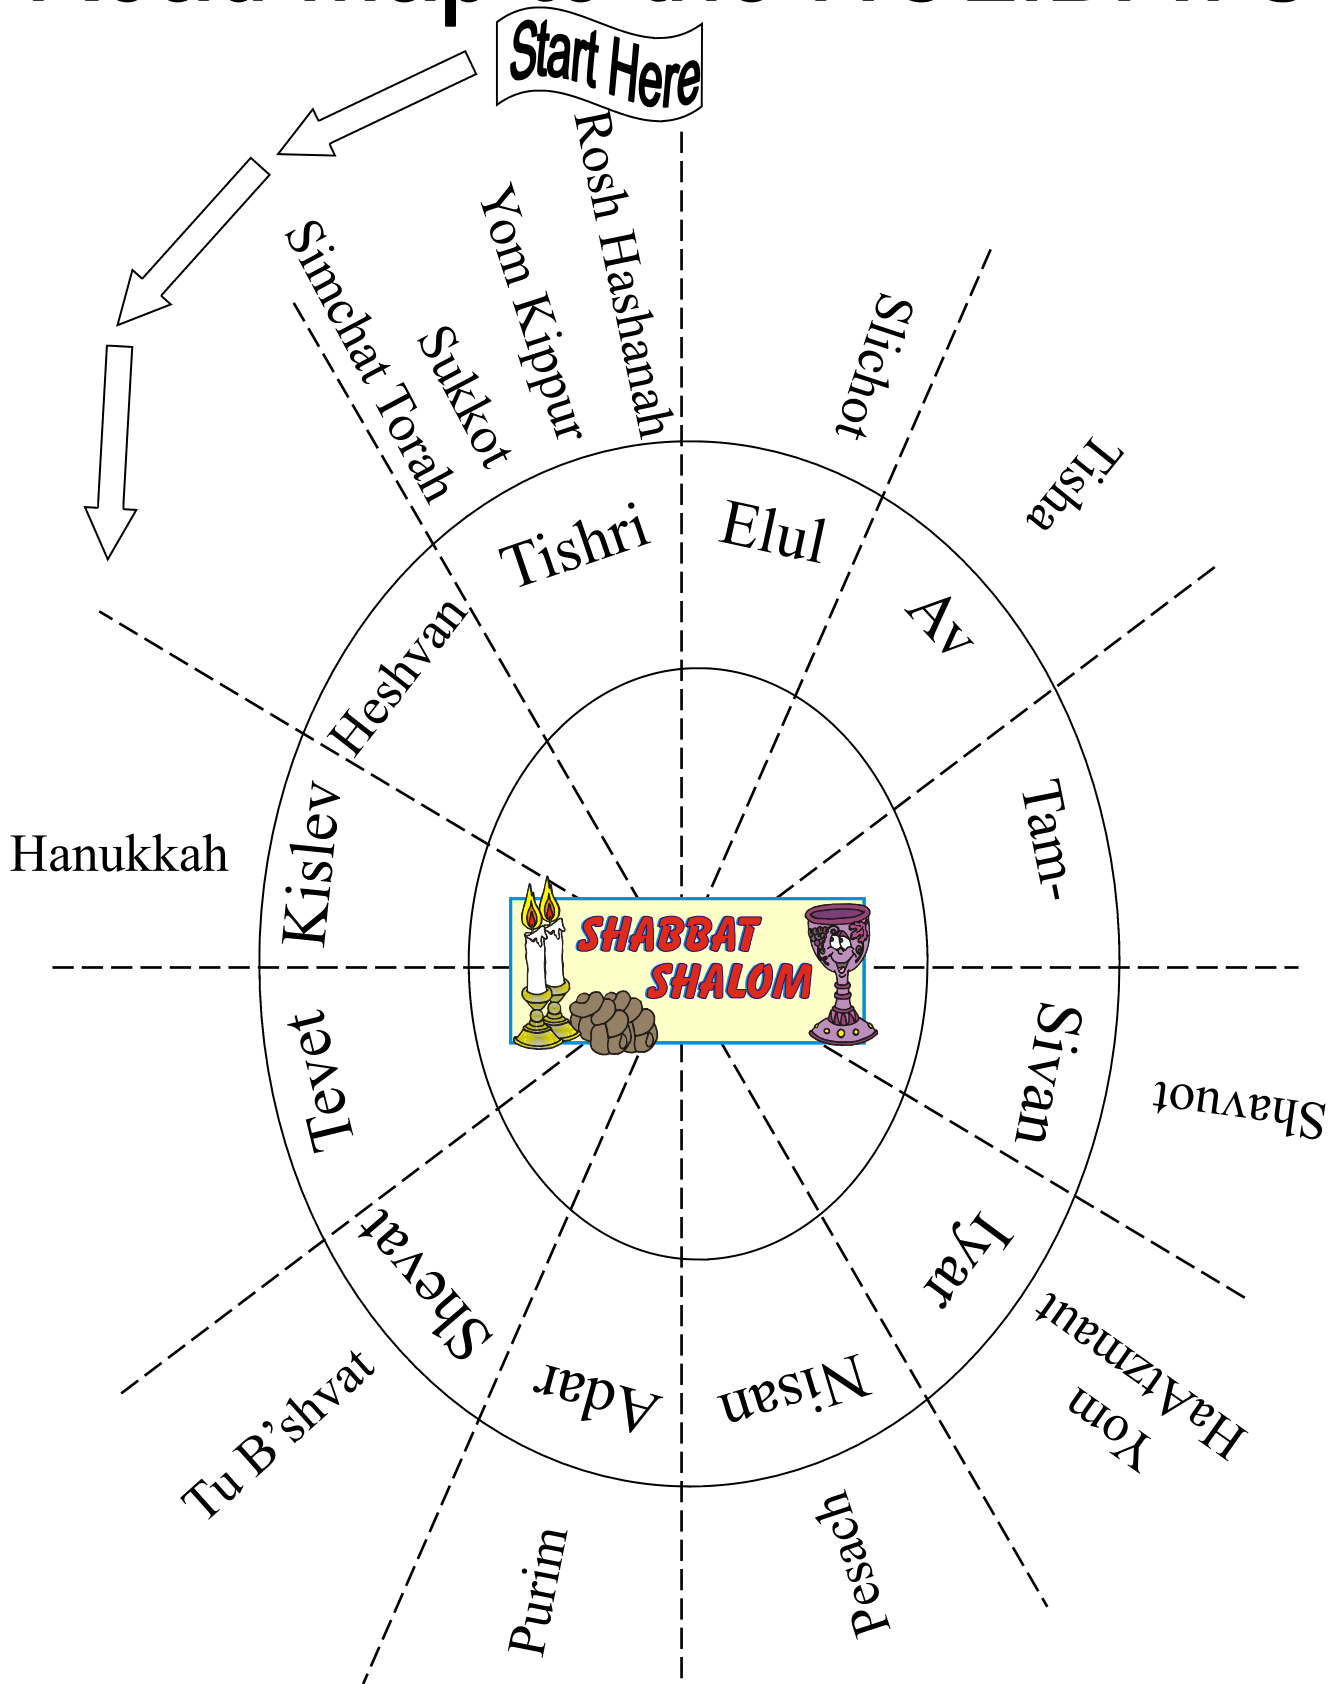 Start Here
Rosh Hashanah
Yom Kippur
Sukkot
Simchat Torah
Hanukkah
Tu B’shvat
Purim
Pesach
Yom
HaAtzmaut
Shavuot
Tisha
Slichot
Tishri
Heshvan
Kislev
Tevet
Shevat
Adar
Nisan
Iyar
Sivan
Tam-
Av
Elul
SHABBAT
SHALOM